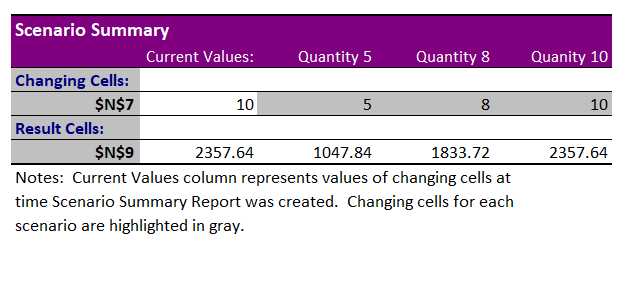 Scenario Summary
Current Values: Quantity 5 Quantity 8 Quanity 10
Changing Cells:
$N$7 10 5 8 10
Result Cells:
$N$9 2357.64 1047.84 1833.72 2357.64
Notes: Current Values column represents values of changing cells at
time Scenario Summary Report was created. Changing cells for each
scenario are highlighted in gray.